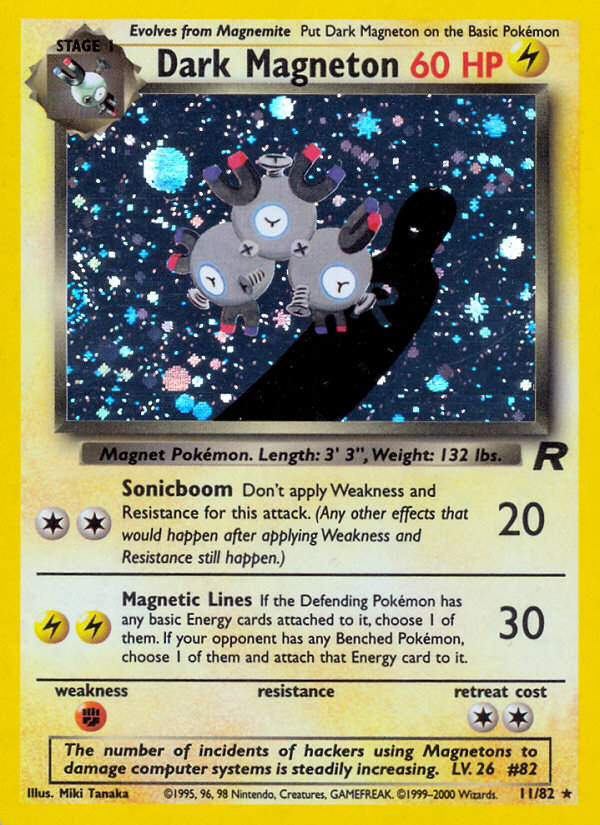 Evolves from Magnemite Put Dark Magneton on the Basic Pokémon
STAGE 1
Dark Magneton 60 HP
Magnet Pokémon. Length: 3' 3", Weight: 132 lbs.
R
Sonicboom Don't apply Weakness and
Resistance for this attack. (Any other effects that
would happen after applying Weakness and
Resistance still happen.)
20
Magnetic Lines If the Defending Pokémon has
any basic Energy cards attached to it, choose 1 of
them. If your opponent has any Benched Pokémon,
choose 1 of them and attach that Energy card to it.
30
weakness resistance retreat cost
The number of incidents of hackers using Magnetons to
damage computer systems is steadily increasing. LV. 26 #82
Illus. Miki Tanaka ©1995, 96, 98 Nintendo, Creatures, GAMEFREAK. ©1999-2000 Wizards. 11/82 ★